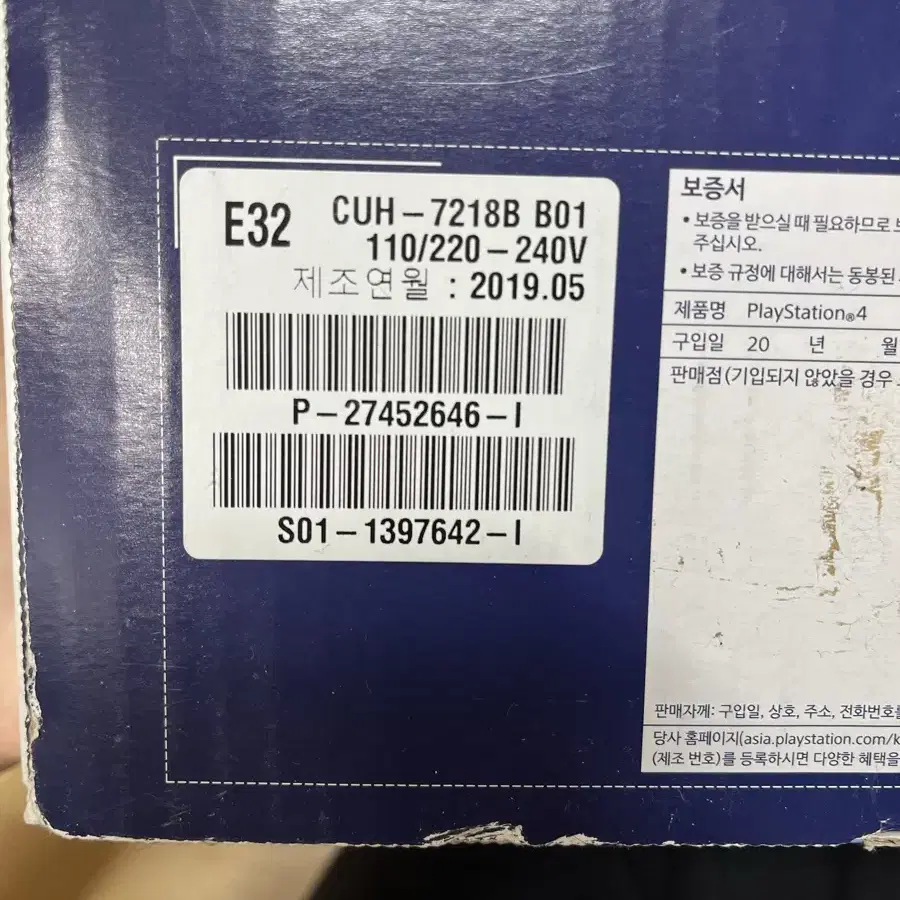 E32
CUH-7218B B01
110/220-240V
제조연월 : 2019.05
P-27452646-I
S01-1397642-I
보증서
• 보증을 받으실 때 필요하므로
주십시오.
• 보증 규정에 대해서는 동봉된
제품명 PlayStation®4
구입일 20 년 월
판매점(기입되지 않았을 경우
판매자께: 구입일, 상호, 주소, 전화번호를
당사 홈페이지(asia.playstation.com/k
(제조 번호)를 등록하시면 다양한 혜택을